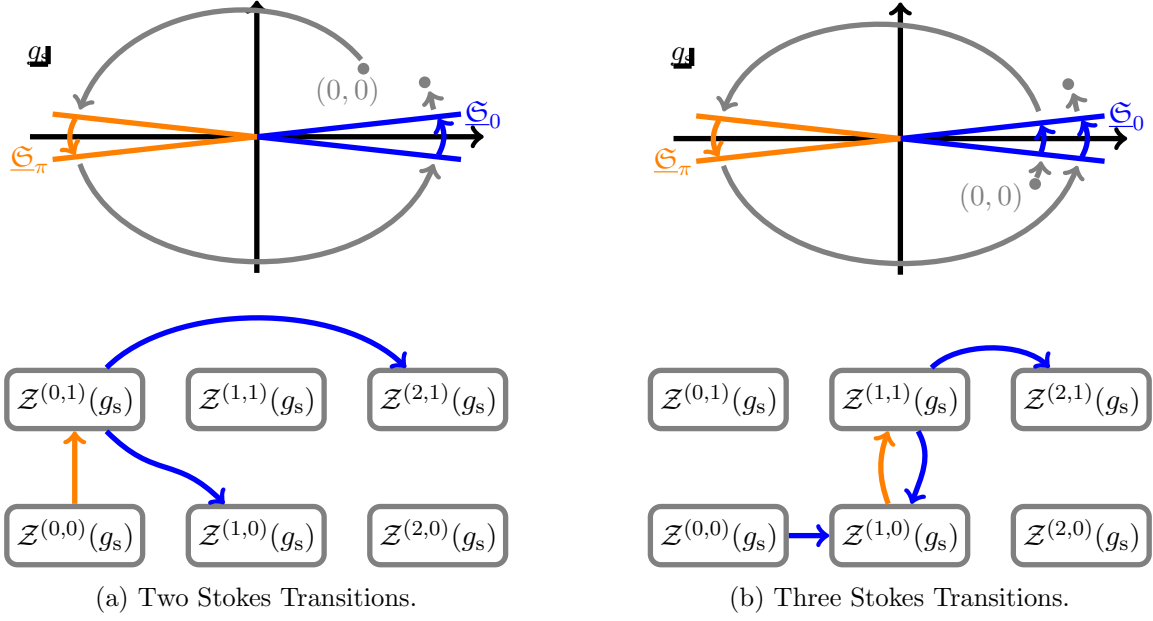 g_s (0, 0) 𝔖_0
𝔖_π
g_s 𝔖_0
𝔖_π (0, 0)
𝒵^(0,1)(g_s) 𝒵^(1,1)(g_s) 𝒵^(2,1)(g_s)
𝒵^(0,0)(g_s) 𝒵^(1,0)(g_s) 𝒵^(2,0)(g_s)
(a) Two Stokes Transitions.
𝒵^(0,1)(g_s) 𝒵^(1,1)(g_s) 𝒵^(2,1)(g_s)
𝒵^(0,0)(g_s) 𝒵^(1,0)(g_s) 𝒵^(2,0)(g_s)
(b) Three Stokes Transitions.